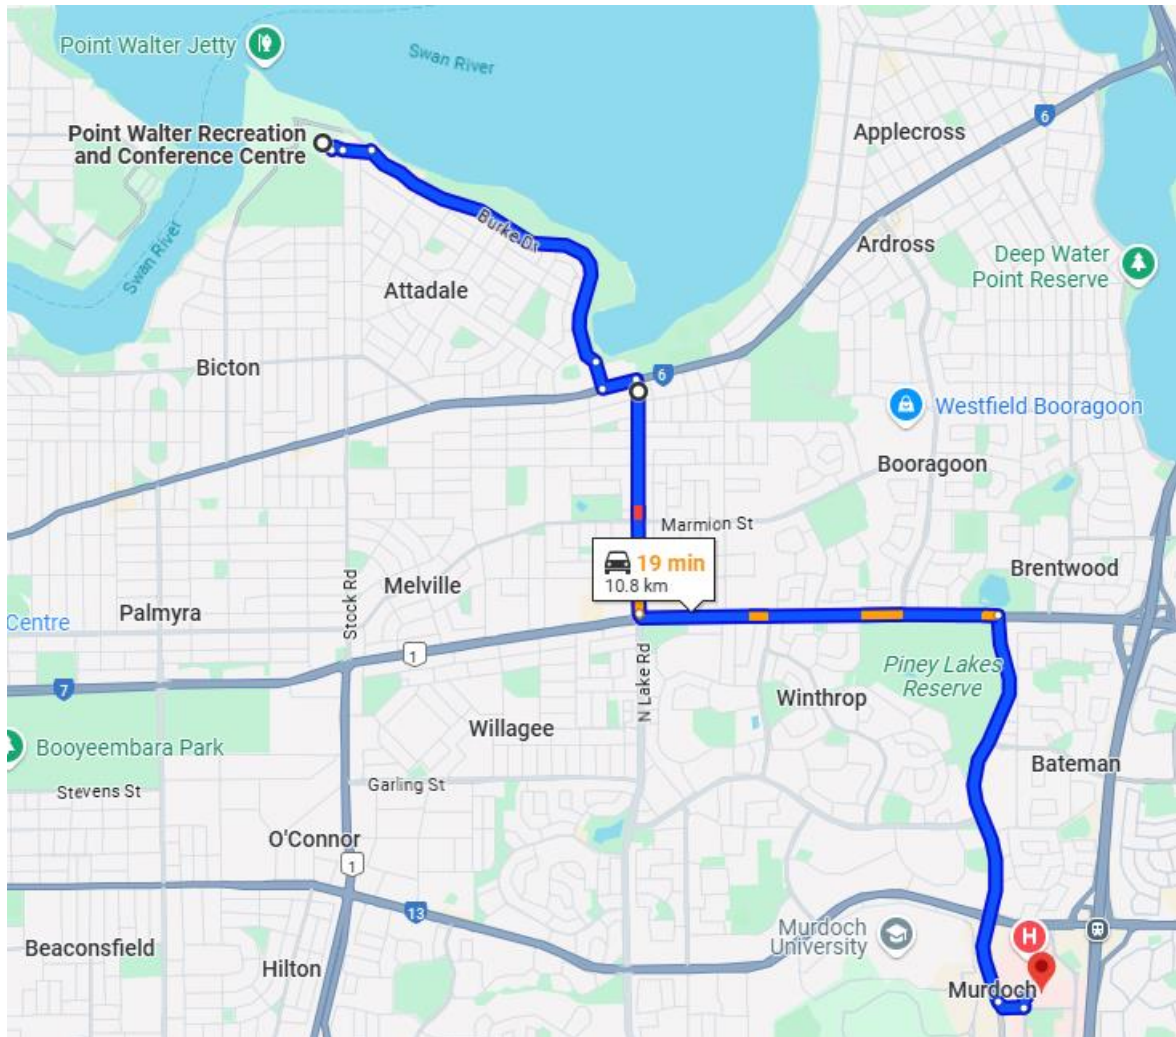 Point Walter Jetty
Swan River
6
Point Walter Recreation
and Conference Centre
Applecross
Swan River
Burke Dr
Ardross
Deep Water
Point Reserve
Attadale
Bicton
6
Westfield Booragoon
Booragoon
Marmion St
19 min
10.8 km
Brentwood
Melville
Stock Rd
Palmyra
Centre
1
7
N Lake Rd
Piney Lakes
Reserve
Winthrop
Willagee
Booyeembara Park
Bateman
Stevens St
Garling St
O'Connor
1
13
Murdoch
University
H
Beaconsfield
Hilton
Murdoch